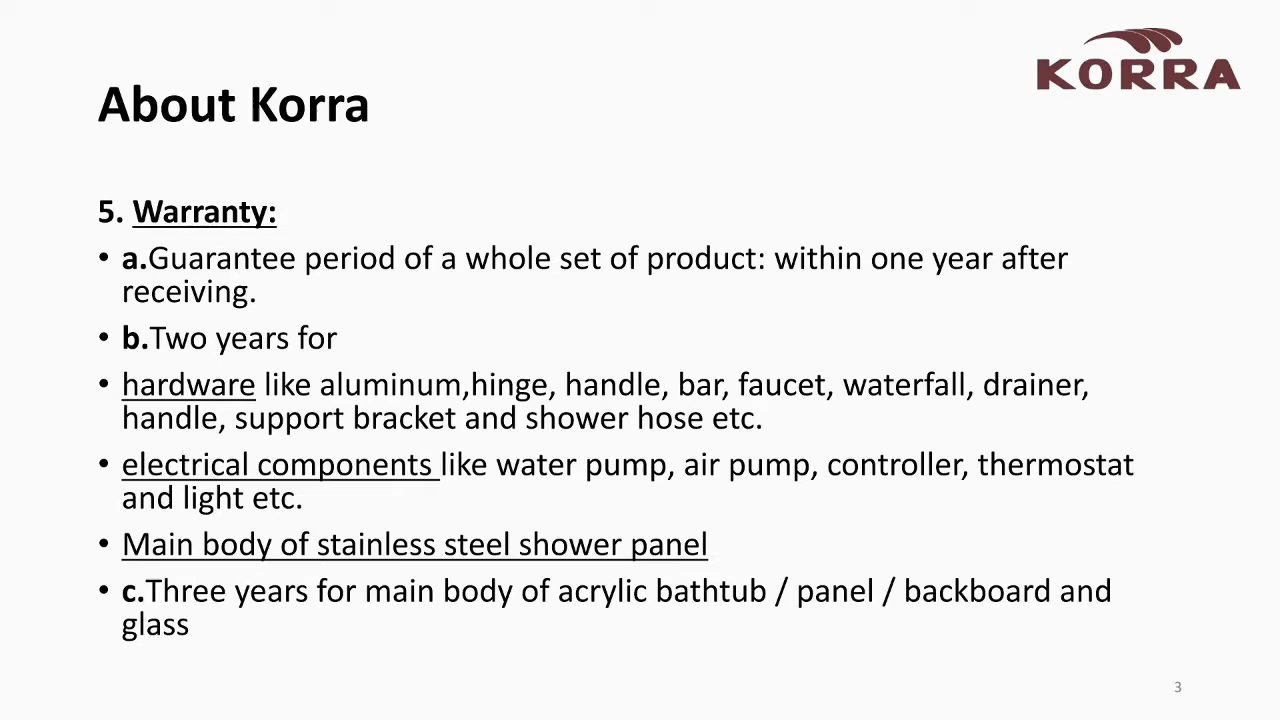 KORRA
About Korra
5. Warranty:
• a.Guarantee period of a whole set of product: within one year after
receiving.
• b.Two years for
• hardware like aluminum,hinge, handle, bar, faucet, waterfall, drainer,
handle, support bracket and shower hose etc.
• electrical components like water pump, air pump, controller, thermostat
and light etc.
• Main body of stainless steel shower panel
• c.Three years for main body of acrylic bathtub / panel / backboard and
glass
3